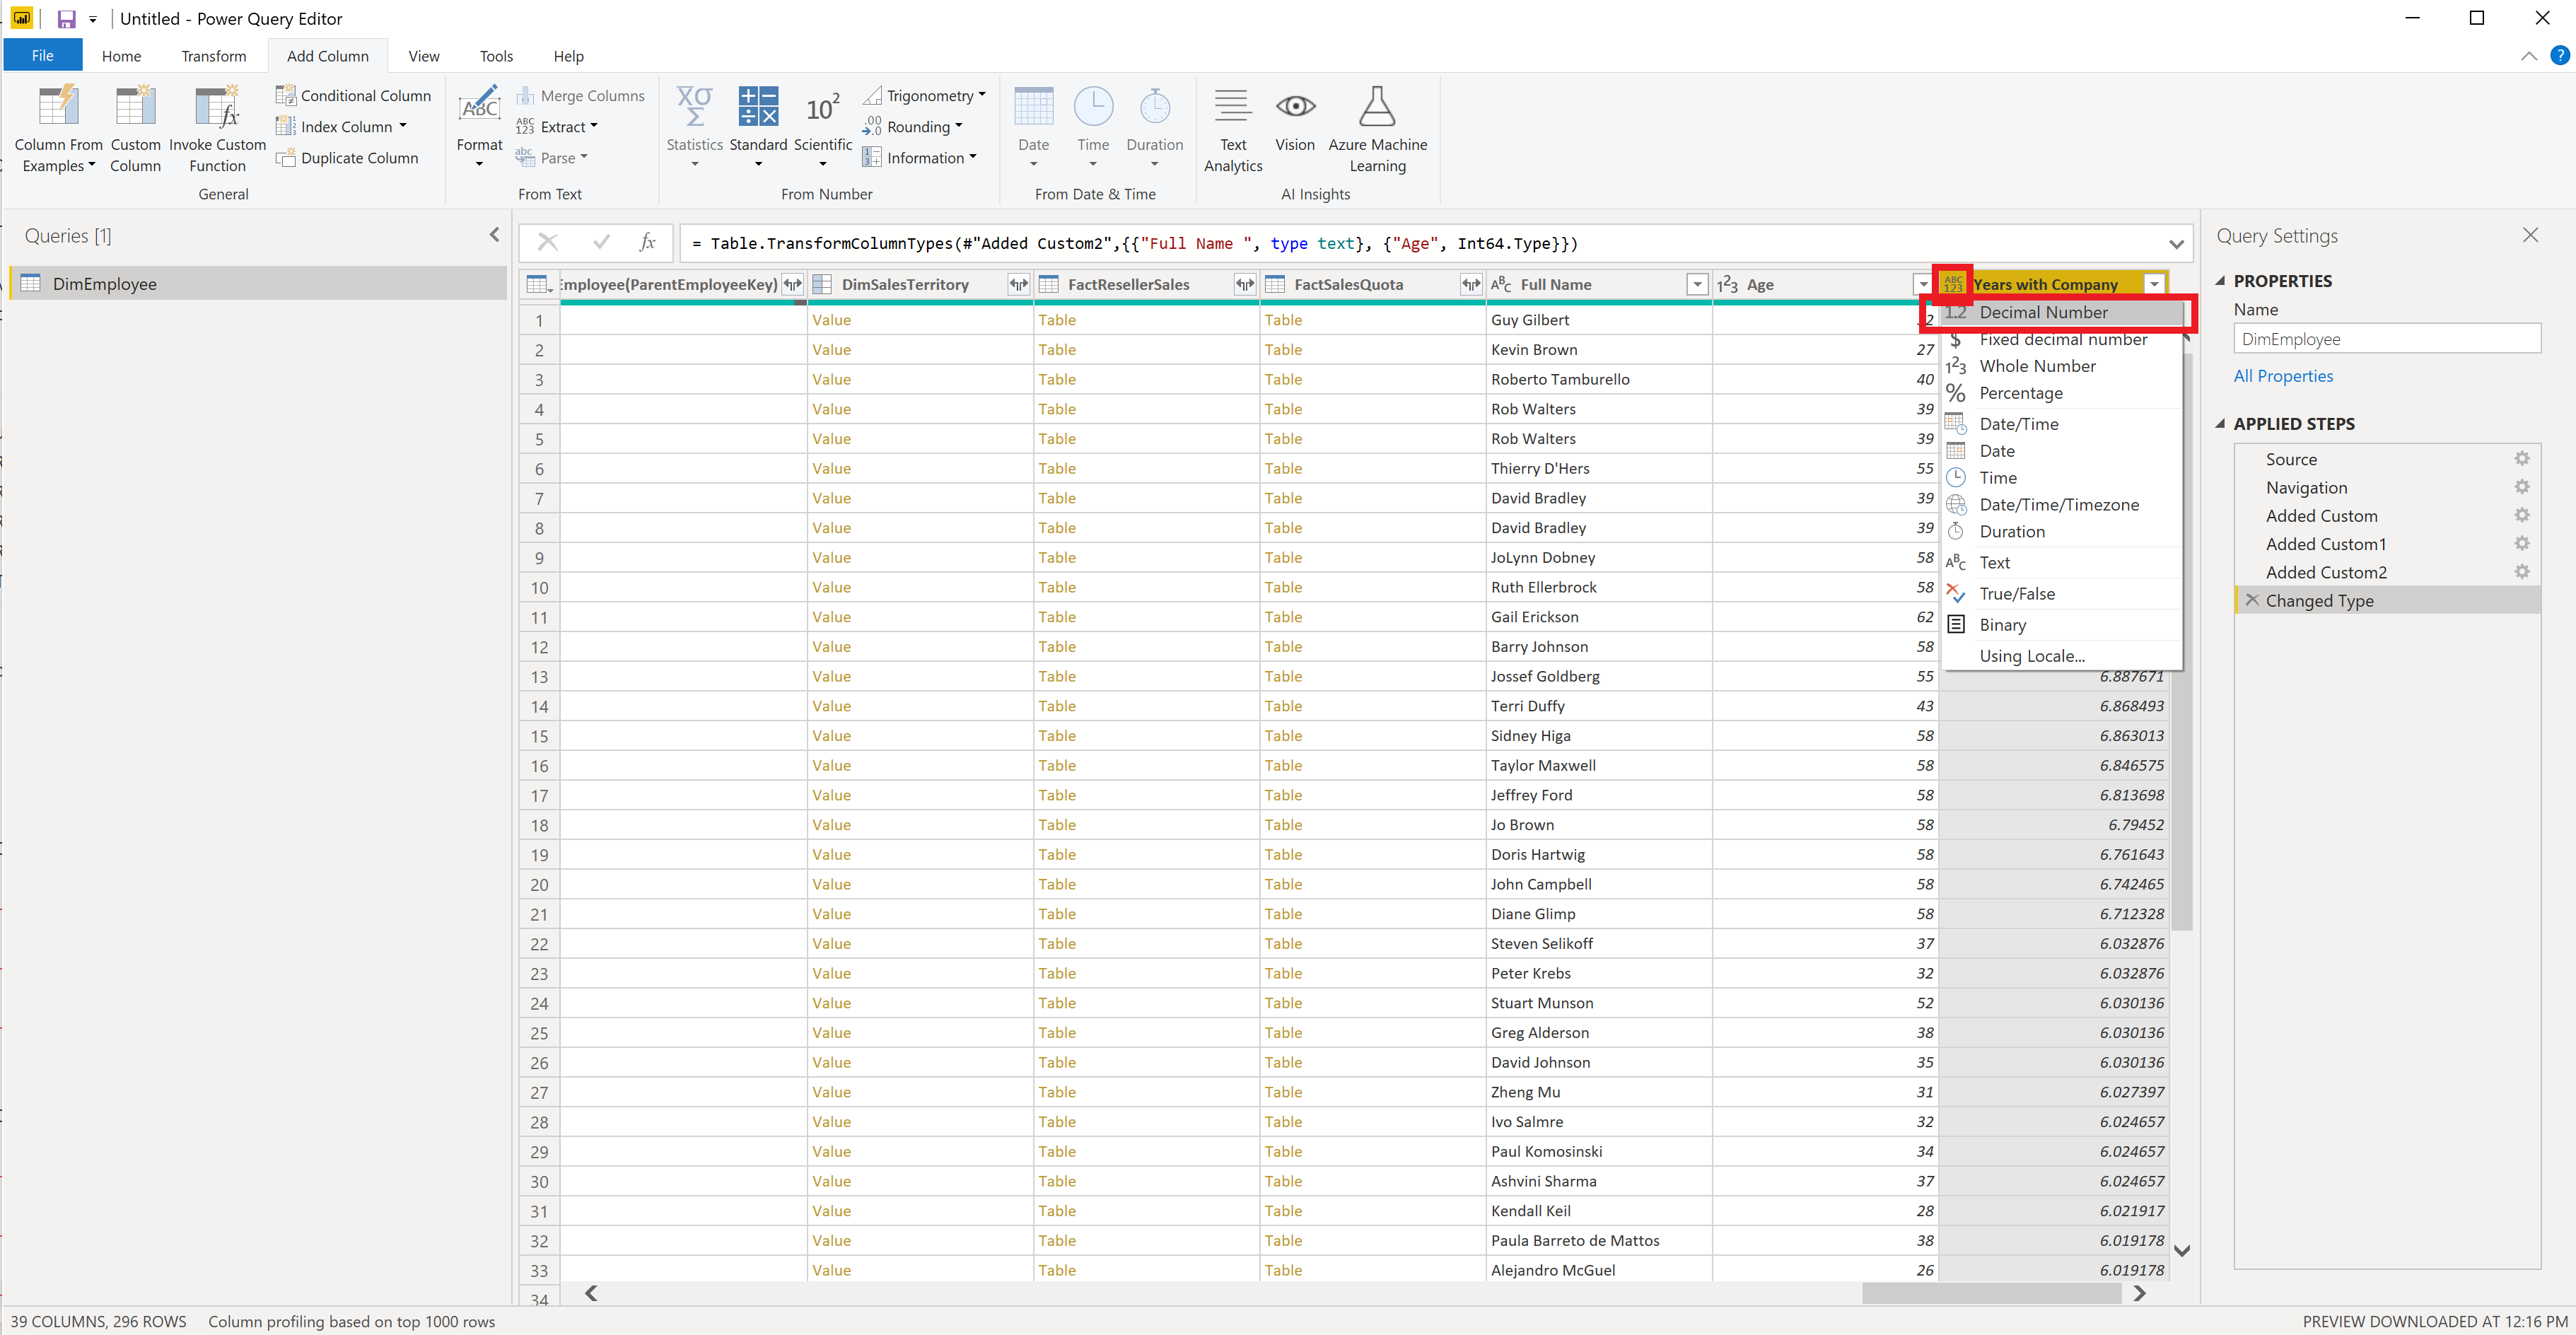 Untitled - Power Query Editor
File Home Transform Add Column View Tools Help
Column From Examples
Custom Column
Invoke Custom Function
Conditional Column
Index Column
Duplicate Column
General
Format
Merge Columns
Extract
Parse
From Text
Statistics
Standard
Scientific
Trigonometry
Rounding
Information
From Number
Date
Time
Duration
From Date & Time
Text Analytics
Vision
Azure Machine Learning
AI Insights
Queries [1]
DimEmployee
fx = Table.TransformColumnTypes(#"Added Custom2",{{"Full Name ", type text}, {"Age", Int64.Type}})
Employee(ParentEmployeeKey) DimSalesTerritory FactResellerSales FactSalesQuota Full Name Age Years with Company
1 Value Table Table Guy Gilbert
2 Value Table Table Kevin Brown 27
3 Value Table Table Roberto Tamburello 40
4 Value Table Table Rob Walters 39
5 Value Table Table Rob Walters 39
6 Value Table Table Thierry D'Hers 55
7 Value Table Table David Bradley 39
8 Value Table Table David Bradley 39
9 Value Table Table JoLynn Dobney 58
10 Value Table Table Ruth Ellerbrock 58
11 Value Table Table Gail Erickson 62
12 Value Table Table Barry Johnson 58
13 Value Table Table Jossef Goldberg 55 6.887671
14 Value Table Table Terri Duffy 43 6.868493
15 Value Table Table Sidney Higa 58 6.863013
16 Value Table Table Taylor Maxwell 58 6.846575
17 Value Table Table Jeffrey Ford 58 6.813698
18 Value Table Table Jo Brown 58 6.79452
19 Value Table Table Doris Hartwig 58 6.761643
20 Value Table Table John Campbell 58 6.742465
21 Value Table Table Diane Glimp 58 6.712328
22 Value Table Table Steven Selikoff 37 6.032876
23 Value Table Table Peter Krebs 32 6.032876
24 Value Table Table Stuart Munson 52 6.030136
25 Value Table Table Greg Alderson 38 6.030136
26 Value Table Table David Johnson 35 6.030136
27 Value Table Table Zheng Mu 31 6.027397
28 Value Table Table Ivo Salmre 32 6.024657
29 Value Table Table Paul Komosinski 34 6.024657
30 Value Table Table Ashvini Sharma 37 6.024657
31 Value Table Table Kendall Keil 28 6.021917
32 Value Table Table Paula Barreto de Mattos 38 6.019178
33 Value Table Table Alejandro McGuel 26 6.019178
34
1.2 Decimal Number
$ Fixed decimal number
123 Whole Number
% Percentage
Date/Time
Date
Time
Date/Time/Timezone
Duration
ABC Text
True/False
Binary
Using Locale...
Query Settings
PROPERTIES
Name
DimEmployee
All Properties
APPLIED STEPS
Source
Navigation
Added Custom
Added Custom1
Added Custom2
Changed Type
39 COLUMNS, 296 ROWS Column profiling based on top 1000 rows
PREVIEW DOWNLOADED AT 12:16 PM